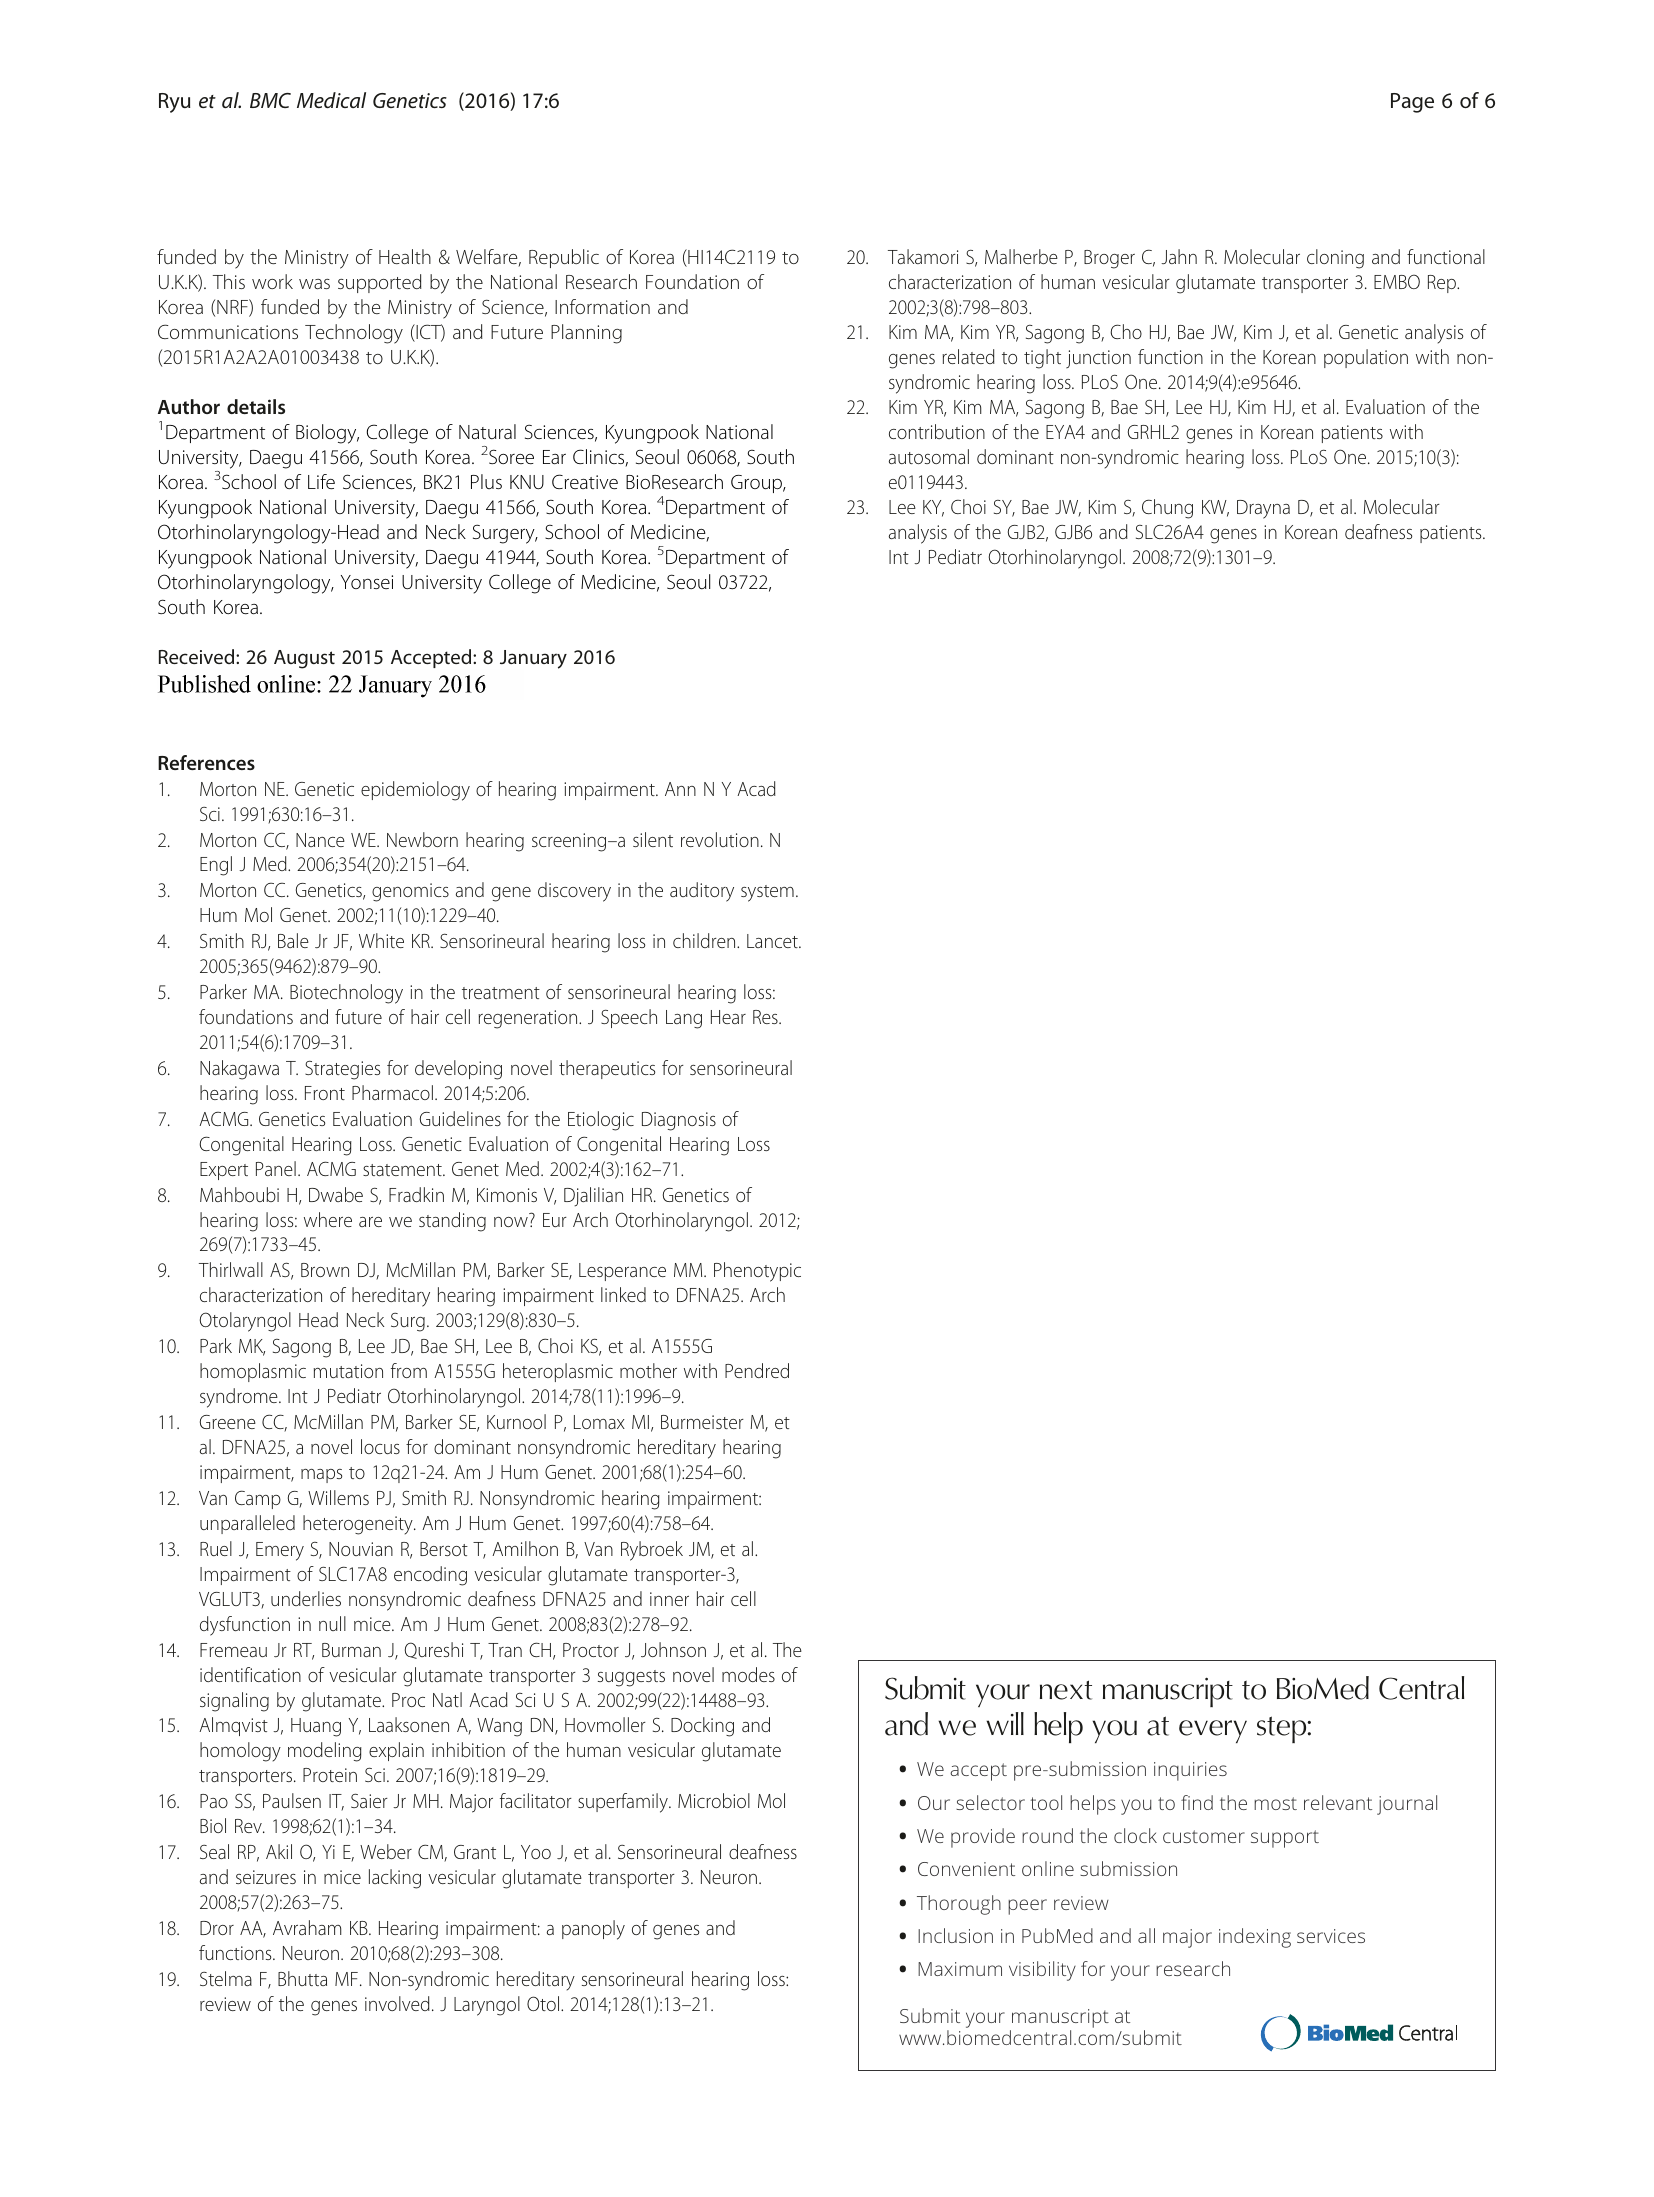 Ryu et al. BMC Medical Genetics (2016) 17:6
Page 6 of 6
funded by the Ministry of Health & Welfare, Republic of Korea (HI14C2119 to
U.K.K). This work was supported by the National Research Foundation of
Korea (NRF) funded by the Ministry of Science, Information and
Communications Technology (ICT) and Future Planning
(2015R1A2A2A01003438 to U.K.K).
Author details
1Department of Biology, College of Natural Sciences, Kyungpook National
University, Daegu 41566, South Korea. 2Soree Ear Clinics, Seoul 06068, South
Korea. 3School of Life Sciences, BK21 Plus KNU Creative BioResearch Group,
Kyungpook National University, Daegu 41566, South Korea. 4Department of
Otorhinolaryngology-Head and Neck Surgery, School of Medicine,
Kyungpook National University, Daegu 41944, South Korea. 5Department of
Otorhinolaryngology, Yonsei University College of Medicine, Seoul 03722,
South Korea.
Received: 26 August 2015 Accepted: 8 January 2016
Published online: 22 January 2016
References
1. Morton NE. Genetic epidemiology of hearing impairment. Ann N Y Acad
Sci. 1991;630:16–31.
2. Morton CC, Nance WE. Newborn hearing screening–a silent revolution. N
Engl J Med. 2006;354(20):2151–64.
3. Morton CC. Genetics, genomics and gene discovery in the auditory system.
Hum Mol Genet. 2002;11(10):1229–40.
4. Smith RJ, Bale Jr JF, White KR. Sensorineural hearing loss in children. Lancet.
2005;365(9462):879–90.
5. Parker MA. Biotechnology in the treatment of sensorineural hearing loss:
foundations and future of hair cell regeneration. J Speech Lang Hear Res.
2011;54(6):1709–31.
6. Nakagawa T. Strategies for developing novel therapeutics for sensorineural
hearing loss. Front Pharmacol. 2014;5:206.
7. ACMG. Genetics Evaluation Guidelines for the Etiologic Diagnosis of
Congenital Hearing Loss. Genetic Evaluation of Congenital Hearing Loss
Expert Panel. ACMG statement. Genet Med. 2002;4(3):162–71.
8. Mahboubi H, Dwabe S, Fradkin M, Kimonis V, Djalilian HR. Genetics of
hearing loss: where are we standing now? Eur Arch Otorhinolaryngol. 2012;
269(7):1733–45.
9. Thirlwall AS, Brown DJ, McMillan PM, Barker SE, Lesperance MM. Phenotypic
characterization of hereditary hearing impairment linked to DFNA25. Arch
Otolaryngol Head Neck Surg. 2003;129(8):830–5.
10. Park MK, Sagong B, Lee JD, Bae SH, Lee B, Choi KS, et al. A1555G
homoplasmic mutation from A1555G heteroplasmic mother with Pendred
syndrome. Int J Pediatr Otorhinolaryngol. 2014;78(11):1996–9.
11. Greene CC, McMillan PM, Barker SE, Kurnool P, Lomax MI, Burmeister M, et
al. DFNA25, a novel locus for dominant nonsyndromic hereditary hearing
impairment, maps to 12q21-24. Am J Hum Genet. 2001;68(1):254–60.
12. Van Camp G, Willems PJ, Smith RJ. Nonsyndromic hearing impairment:
unparalleled heterogeneity. Am J Hum Genet. 1997;60(4):758–64.
13. Ruel J, Emery S, Nouvian R, Bersot T, Amilhon B, Van Rybroek JM, et al.
Impairment of SLC17A8 encoding vesicular glutamate transporter-3,
VGLUT3, underlies nonsyndromic deafness DFNA25 and inner hair cell
dysfunction in null mice. Am J Hum Genet. 2008;83(2):278–92.
14. Fremeau Jr RT, Burman J, Qureshi T, Tran CH, Proctor J, Johnson J, et al. The
identification of vesicular glutamate transporter 3 suggests novel modes of
signaling by glutamate. Proc Natl Acad Sci U S A. 2002;99(22):14488–93.
15. Almqvist J, Huang Y, Laaksonen A, Wang DN, Hovmoller S. Docking and
homology modeling explain inhibition of the human vesicular glutamate
transporters. Protein Sci. 2007;16(9):1819–29.
16. Pao SS, Paulsen IT, Saier Jr MH. Major facilitator superfamily. Microbiol Mol
Biol Rev. 1998;62(1):1–34.
17. Seal RP, Akil O, Yi E, Weber CM, Grant L, Yoo J, et al. Sensorineural deafness
and seizures in mice lacking vesicular glutamate transporter 3. Neuron.
2008;57(2):263–75.
18. Dror AA, Avraham KB. Hearing impairment: a panoply of genes and
functions. Neuron. 2010;68(2):293–308.
19. Stelma F, Bhutta MF. Non-syndromic hereditary sensorineural hearing loss:
review of the genes involved. J Laryngol Otol. 2014;128(1):13–21.
20. Takamori S, Malherbe P, Broger C, Jahn R. Molecular cloning and functional
characterization of human vesicular glutamate transporter 3. EMBO Rep.
2002;3(8):798–803.
21. Kim MA, Kim YR, Sagong B, Cho HJ, Bae JW, Kim J, et al. Genetic analysis of
genes related to tight junction function in the Korean population with non-
syndromic hearing loss. PLoS One. 2014;9(4):e95646.
22. Kim YR, Kim MA, Sagong B, Bae SH, Lee HJ, Kim HJ, et al. Evaluation of the
contribution of the EYA4 and GRHL2 genes in Korean patients with
autosomal dominant non-syndromic hearing loss. PLoS One. 2015;10(3):
e0119443.
23. Lee KY, Choi SY, Bae JW, Kim S, Chung KW, Drayna D, et al. Molecular
analysis of the GJB2, GJB6 and SLC26A4 genes in Korean deafness patients.
Int J Pediatr Otorhinolaryngol. 2008;72(9):1301–9.
Submit your next manuscript to BioMed Central
and we will help you at every step:
• We accept pre-submission inquiries
• Our selector tool helps you to find the most relevant journal
• We provide round the clock customer support
• Convenient online submission
• Thorough peer review
• Inclusion in PubMed and all major indexing services
• Maximum visibility for your research
Submit your manuscript at
www.biomedcentral.com/submit
BioMed Central